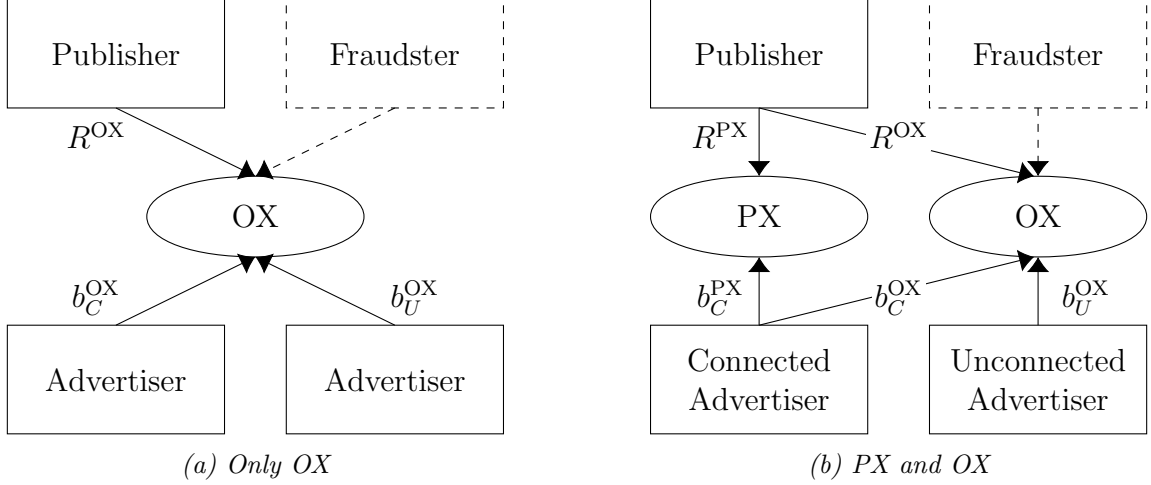 Publisher Fraudster
R^OX
OX
b_C^OX b_U^OX
Advertiser Advertiser
(a) Only OX
Publisher Fraudster
R^PX R^OX
PX OX
b_C^PX b_C^OX b_U^OX
Connected
Advertiser
Unconnected
Advertiser
(b) PX and OX